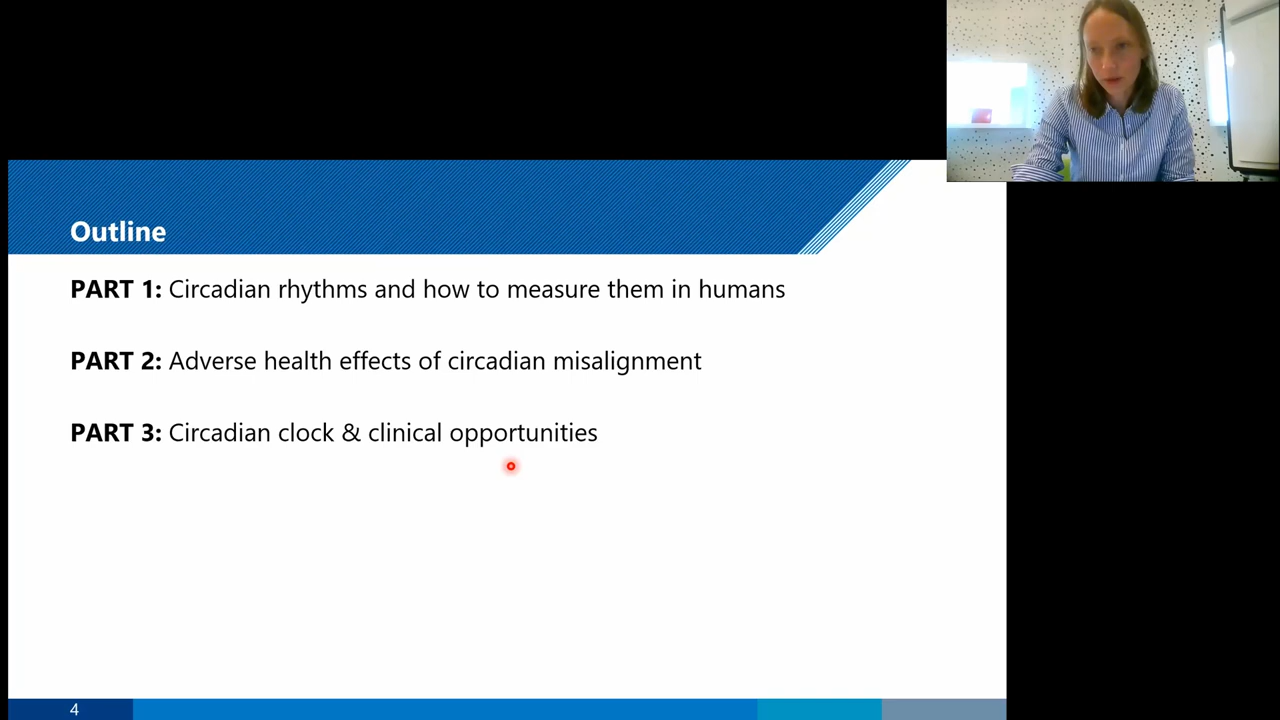 Outline
PART 1: Circadian rhythms and how to measure them in humans
PART 2: Adverse health effects of circadian misalignment
PART 3: Circadian clock & clinical opportunities
4